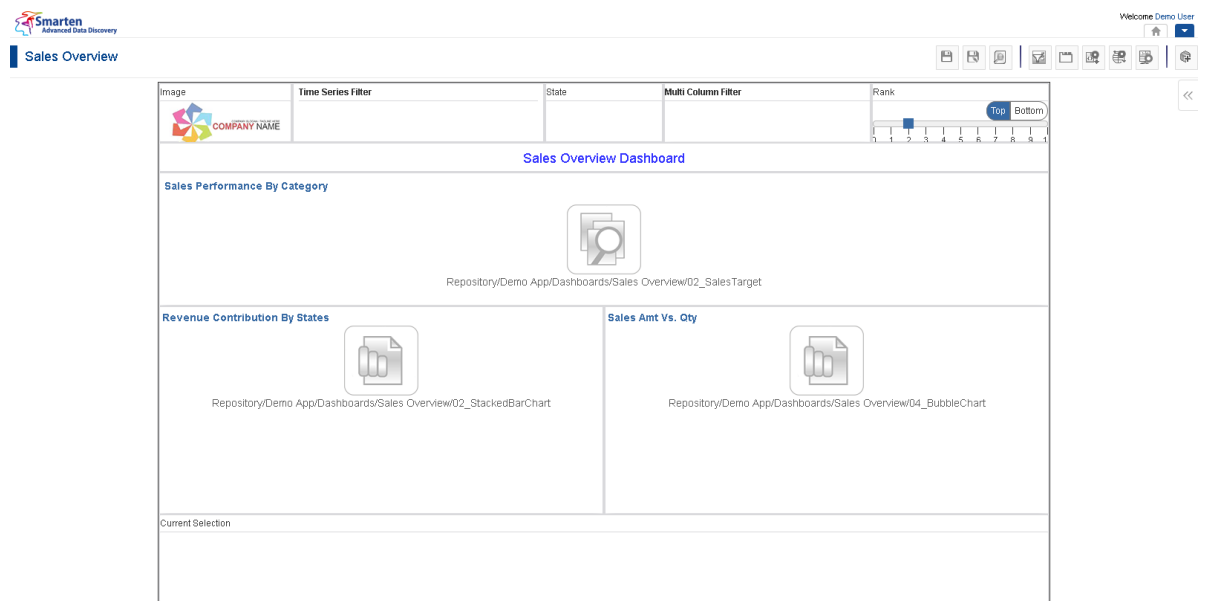 Smarten
Advanced Data Discovery
Welcome Demo User
Sales Overview
Image
Time Series Filter
State
Multi Column Filter
Rank
COMPANY NAME
Top Bottom
0 1 2 3 4 5 6 7 8 9 1
Sales Overview Dashboard
Sales Performance By Category
Repository/Demo App/Dashboards/Sales Overview/02_SalesTarget
Revenue Contribution By States
Sales Amt Vs. Qty
Repository/Demo App/Dashboards/Sales Overview/02_StackedBarChart
Repository/Demo App/Dashboards/Sales Overview/04_BubbleChart
Current Selection